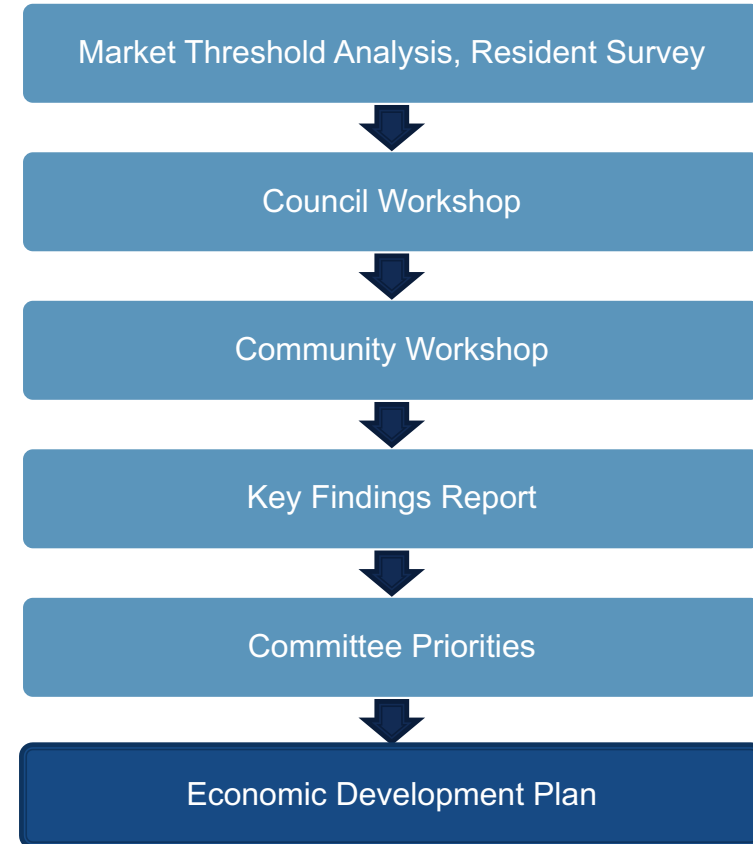 Market Threshold Analysis, Resident Survey
Council Workshop
Community Workshop
Key Findings Report
Committee Priorities
Economic Development Plan